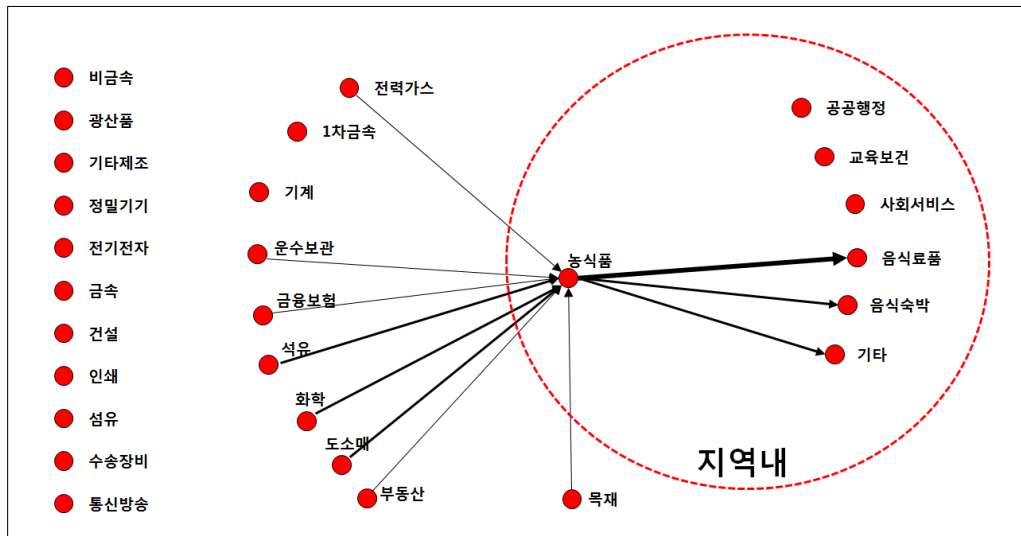 비금속
광산품
기타제조
정밀기기
전기전자
금속
건설
인쇄
섬유
수송장비
통신방송
전력가스
1차금속
기계
운수보관
금융보험
석유
화학
도소매
부동산
목재
농식품
공공행정
교육보건
사회서비스
음식료품
음식숙박
기타
지역내